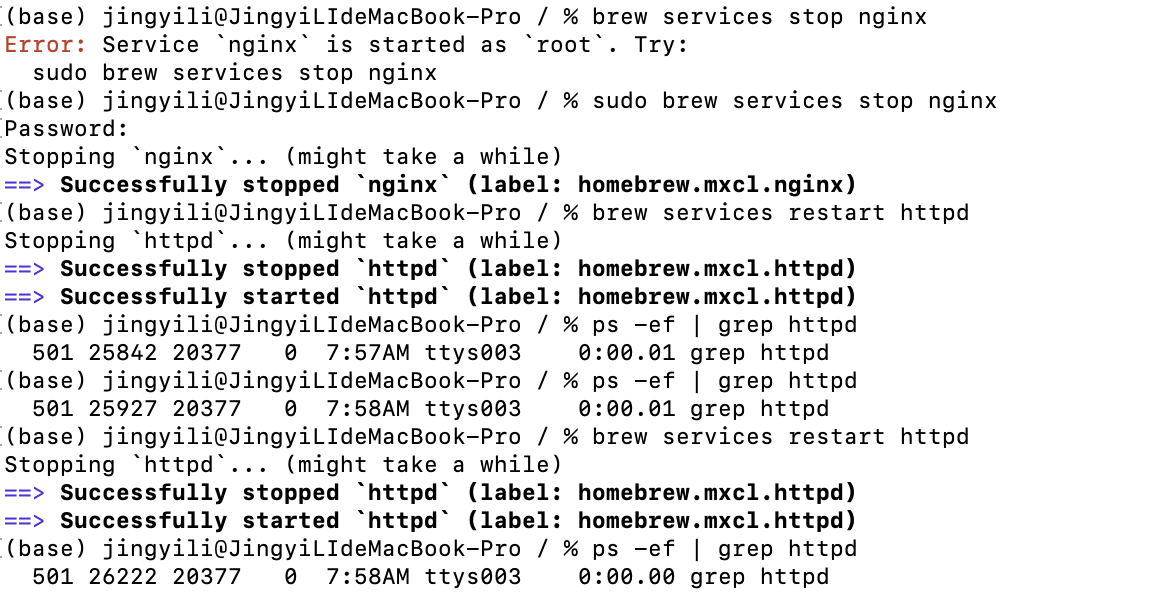 (base) jingyili@JingyiLIdeMacBook-Pro / % brew services stop nginx
Error: Service `nginx` is started as `root`. Try:
  sudo brew services stop nginx
(base) jingyili@JingyiLIdeMacBook-Pro / % sudo brew services stop nginx
Password:
Stopping `nginx`... (might take a while)
==> Successfully stopped `nginx` (label: homebrew.mxcl.nginx)
(base) jingyili@JingyiLIdeMacBook-Pro / % brew services restart httpd
Stopping `httpd`... (might take a while)
==> Successfully stopped `httpd` (label: homebrew.mxcl.httpd)
==> Successfully started `httpd` (label: homebrew.mxcl.httpd)
(base) jingyili@JingyiLIdeMacBook-Pro / % ps -ef | grep httpd
  501 25842 20377   0  7:57AM ttys003    0:00.01 grep httpd
(base) jingyili@JingyiLIdeMacBook-Pro / % ps -ef | grep httpd
  501 25927 20377   0  7:58AM ttys003    0:00.01 grep httpd
(base) jingyili@JingyiLIdeMacBook-Pro / % brew services restart httpd
Stopping `httpd`... (might take a while)
==> Successfully stopped `httpd` (label: homebrew.mxcl.httpd)
==> Successfully started `httpd` (label: homebrew.mxcl.httpd)
(base) jingyili@JingyiLIdeMacBook-Pro / % ps -ef | grep httpd
  501 26222 20377   0  7:58AM ttys003    0:00.00 grep httpd